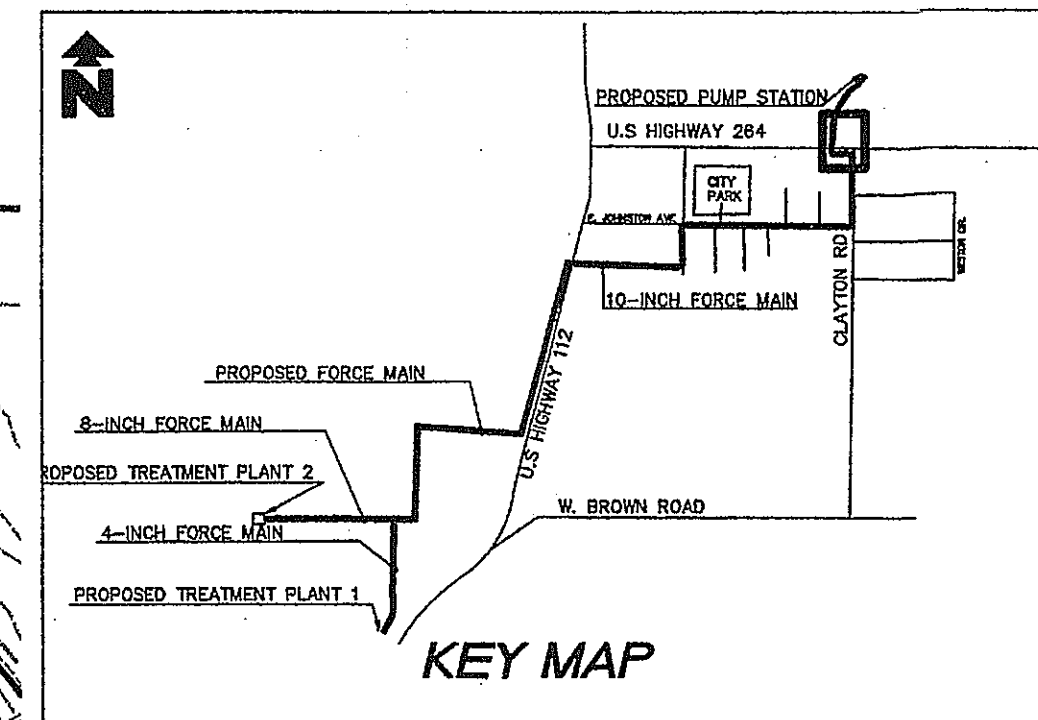 N
PROPOSED PUMP STATION
U.S HIGHWAY 264
CITY
PARK
E. JOHNSTON AVE
10-INCH FORCE MAIN
CLAYTON RD
U.S HIGHWAY 112
PROPOSED FORCE MAIN
8-INCH FORCE MAIN
ROPOSED TREATMENT PLANT 2
4-INCH FORCE MAIN
W. BROWN ROAD
PROPOSED TREATMENT PLANT 1
KEY MAP